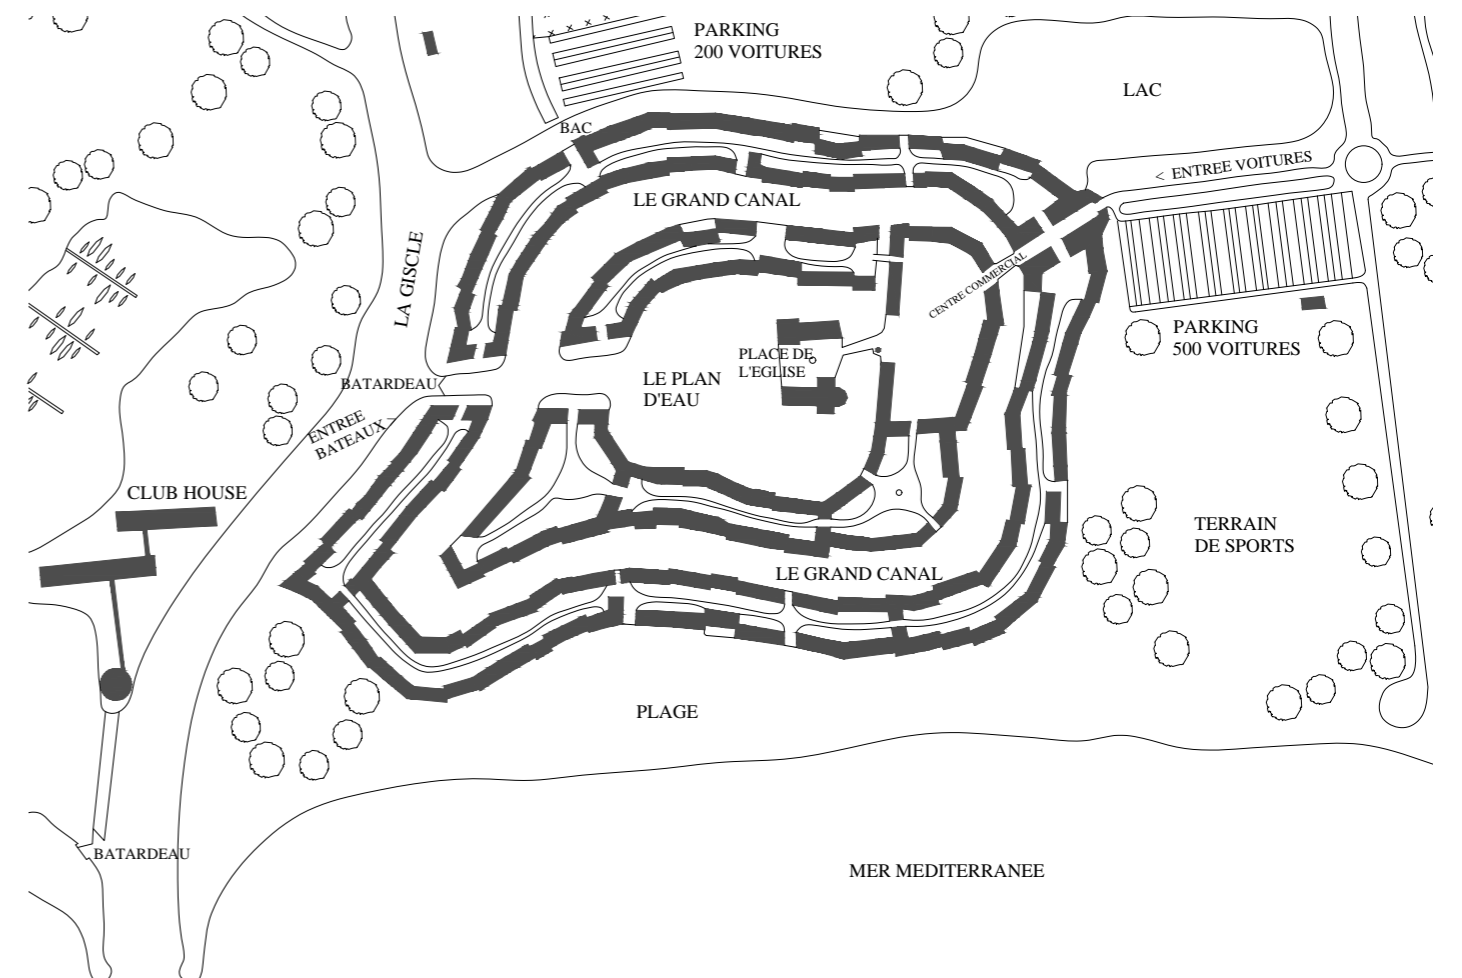 PARKING
200 VOITURES
LAC
BAC
< ENTREE VOITURES
LE GRAND CANAL
LA GISCLE
CENTRE COMMERCIAL
PARKING
500 VOITURES
PLACE DE
L'EGLISE
BATARDEAU
LE PLAN
D'EAU
ENTREE
BATEAUX
CLUB HOUSE
TERRAIN
DE SPORTS
LE GRAND CANAL
PLAGE
BATARDEAU
MER MEDITERRANEE